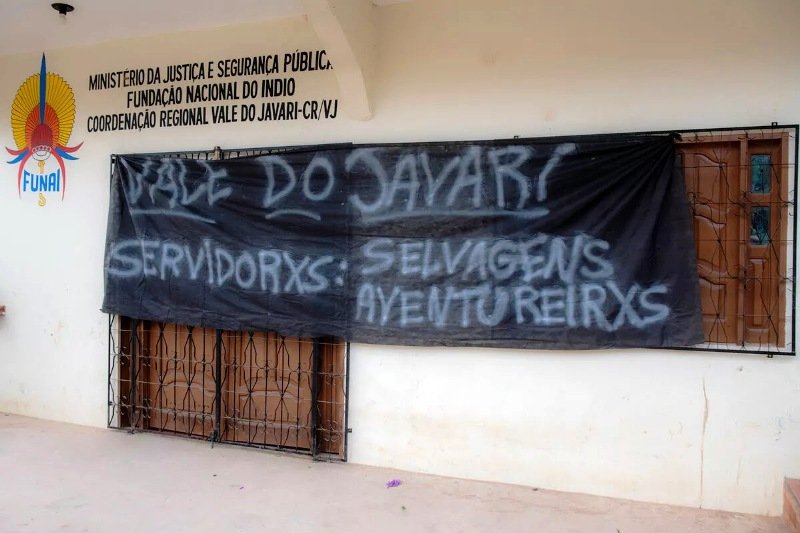 MINISTÉRIO DA JUSTIÇA E SEGURANÇA PÚBLICA
FUNDAÇÃO NACIONAL DO INDIO
COORDENAÇÃO REGIONAL VALE DO JAVARI-CR/VJ
FUNAI
VALE DO JAVARI
SERVIDORXS: SELVAGENS
AVENTUREIRXS